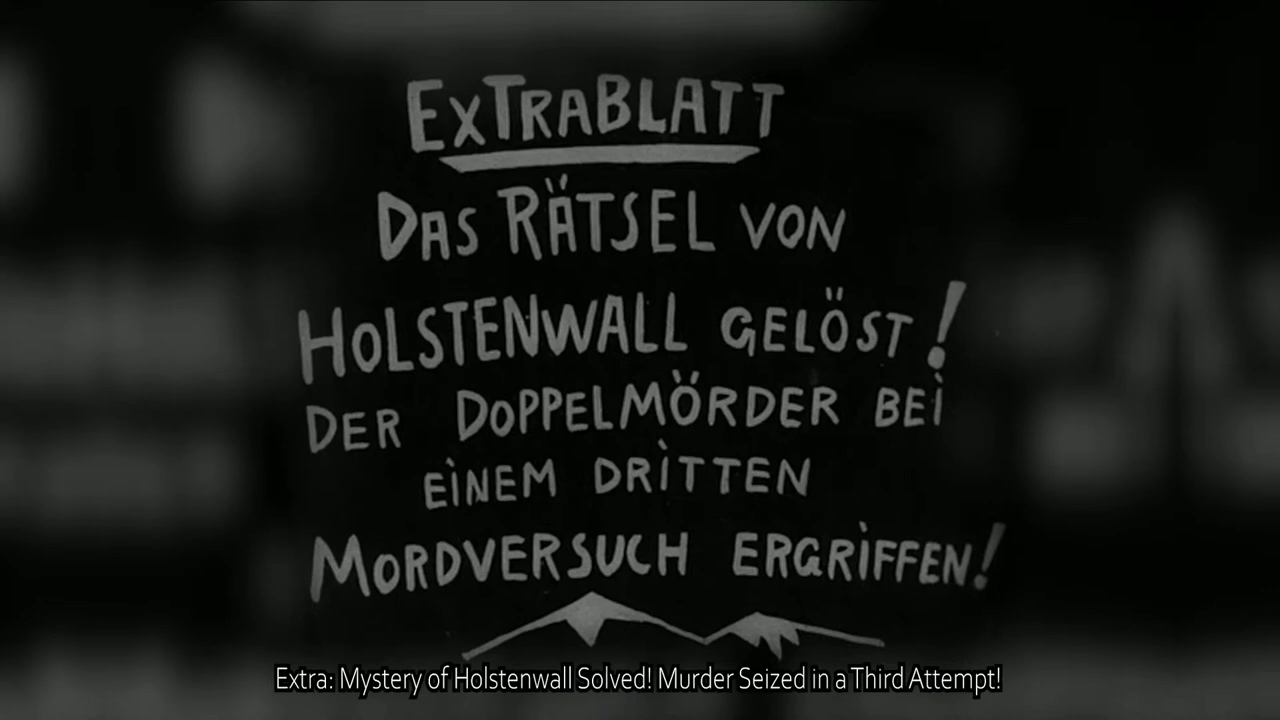 EXTRABLATT
DAS RÄTSEL VON
HOLSTENWALL GELÖST!
DER DOPPELMÖRDER BEI
EINEM DRITTEN
MORDVERSUCH ERGRIFFEN!
Extra: Mystery of Holstenwall Solved! Murder Seized in a Third Attempt!